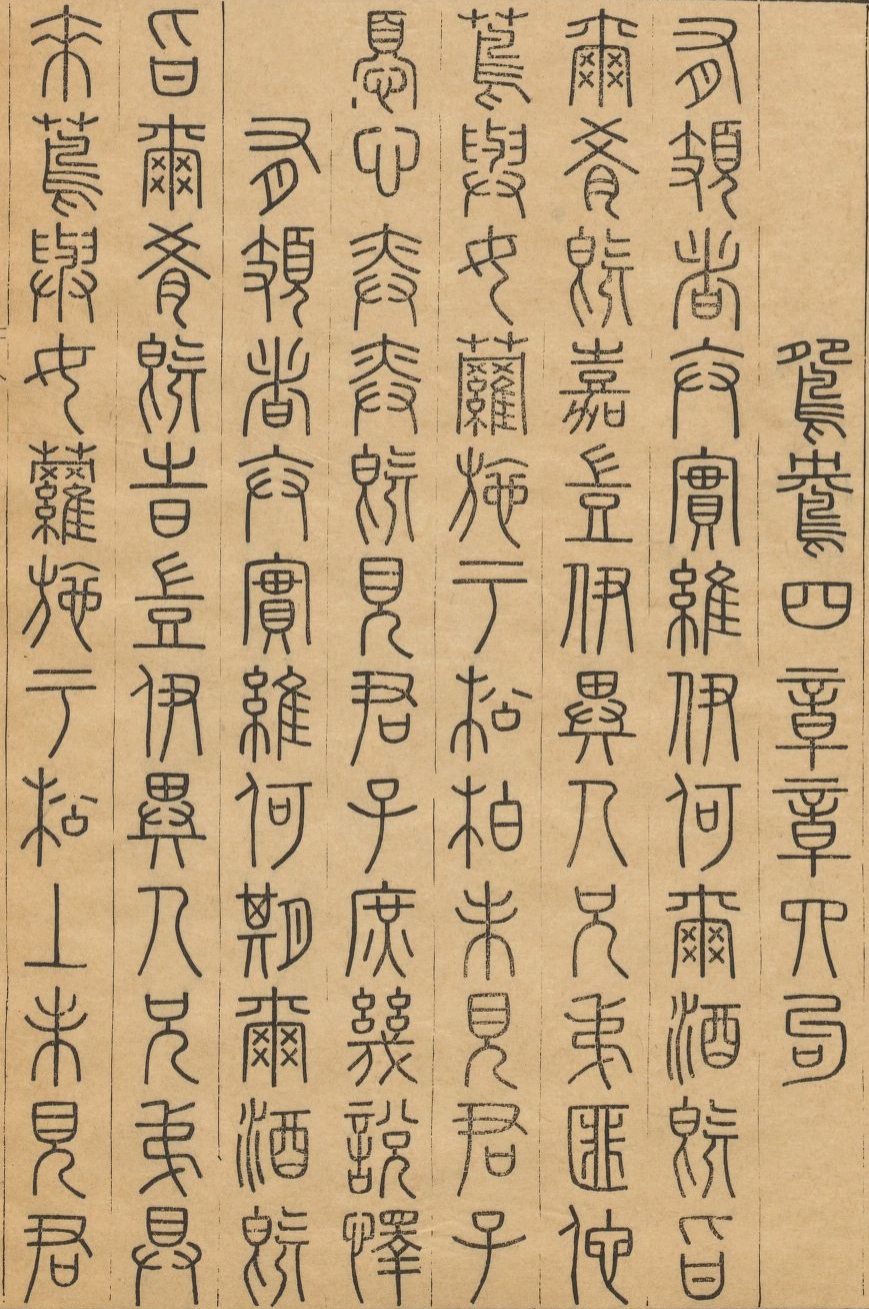 鴛鴦四章章四句
有頍者弁實維伊何爾酒既旨
爾肴既嘉豈伊異人兄弟匪佗
蔦與女蘿施于松柏未見君子
憂心奕奕既見君子庶幾說懌
有頍者弁實維何期爾酒既
旨爾肴既旹豈伊異人兄弟具
來蔦與女蘿施于松上未見君